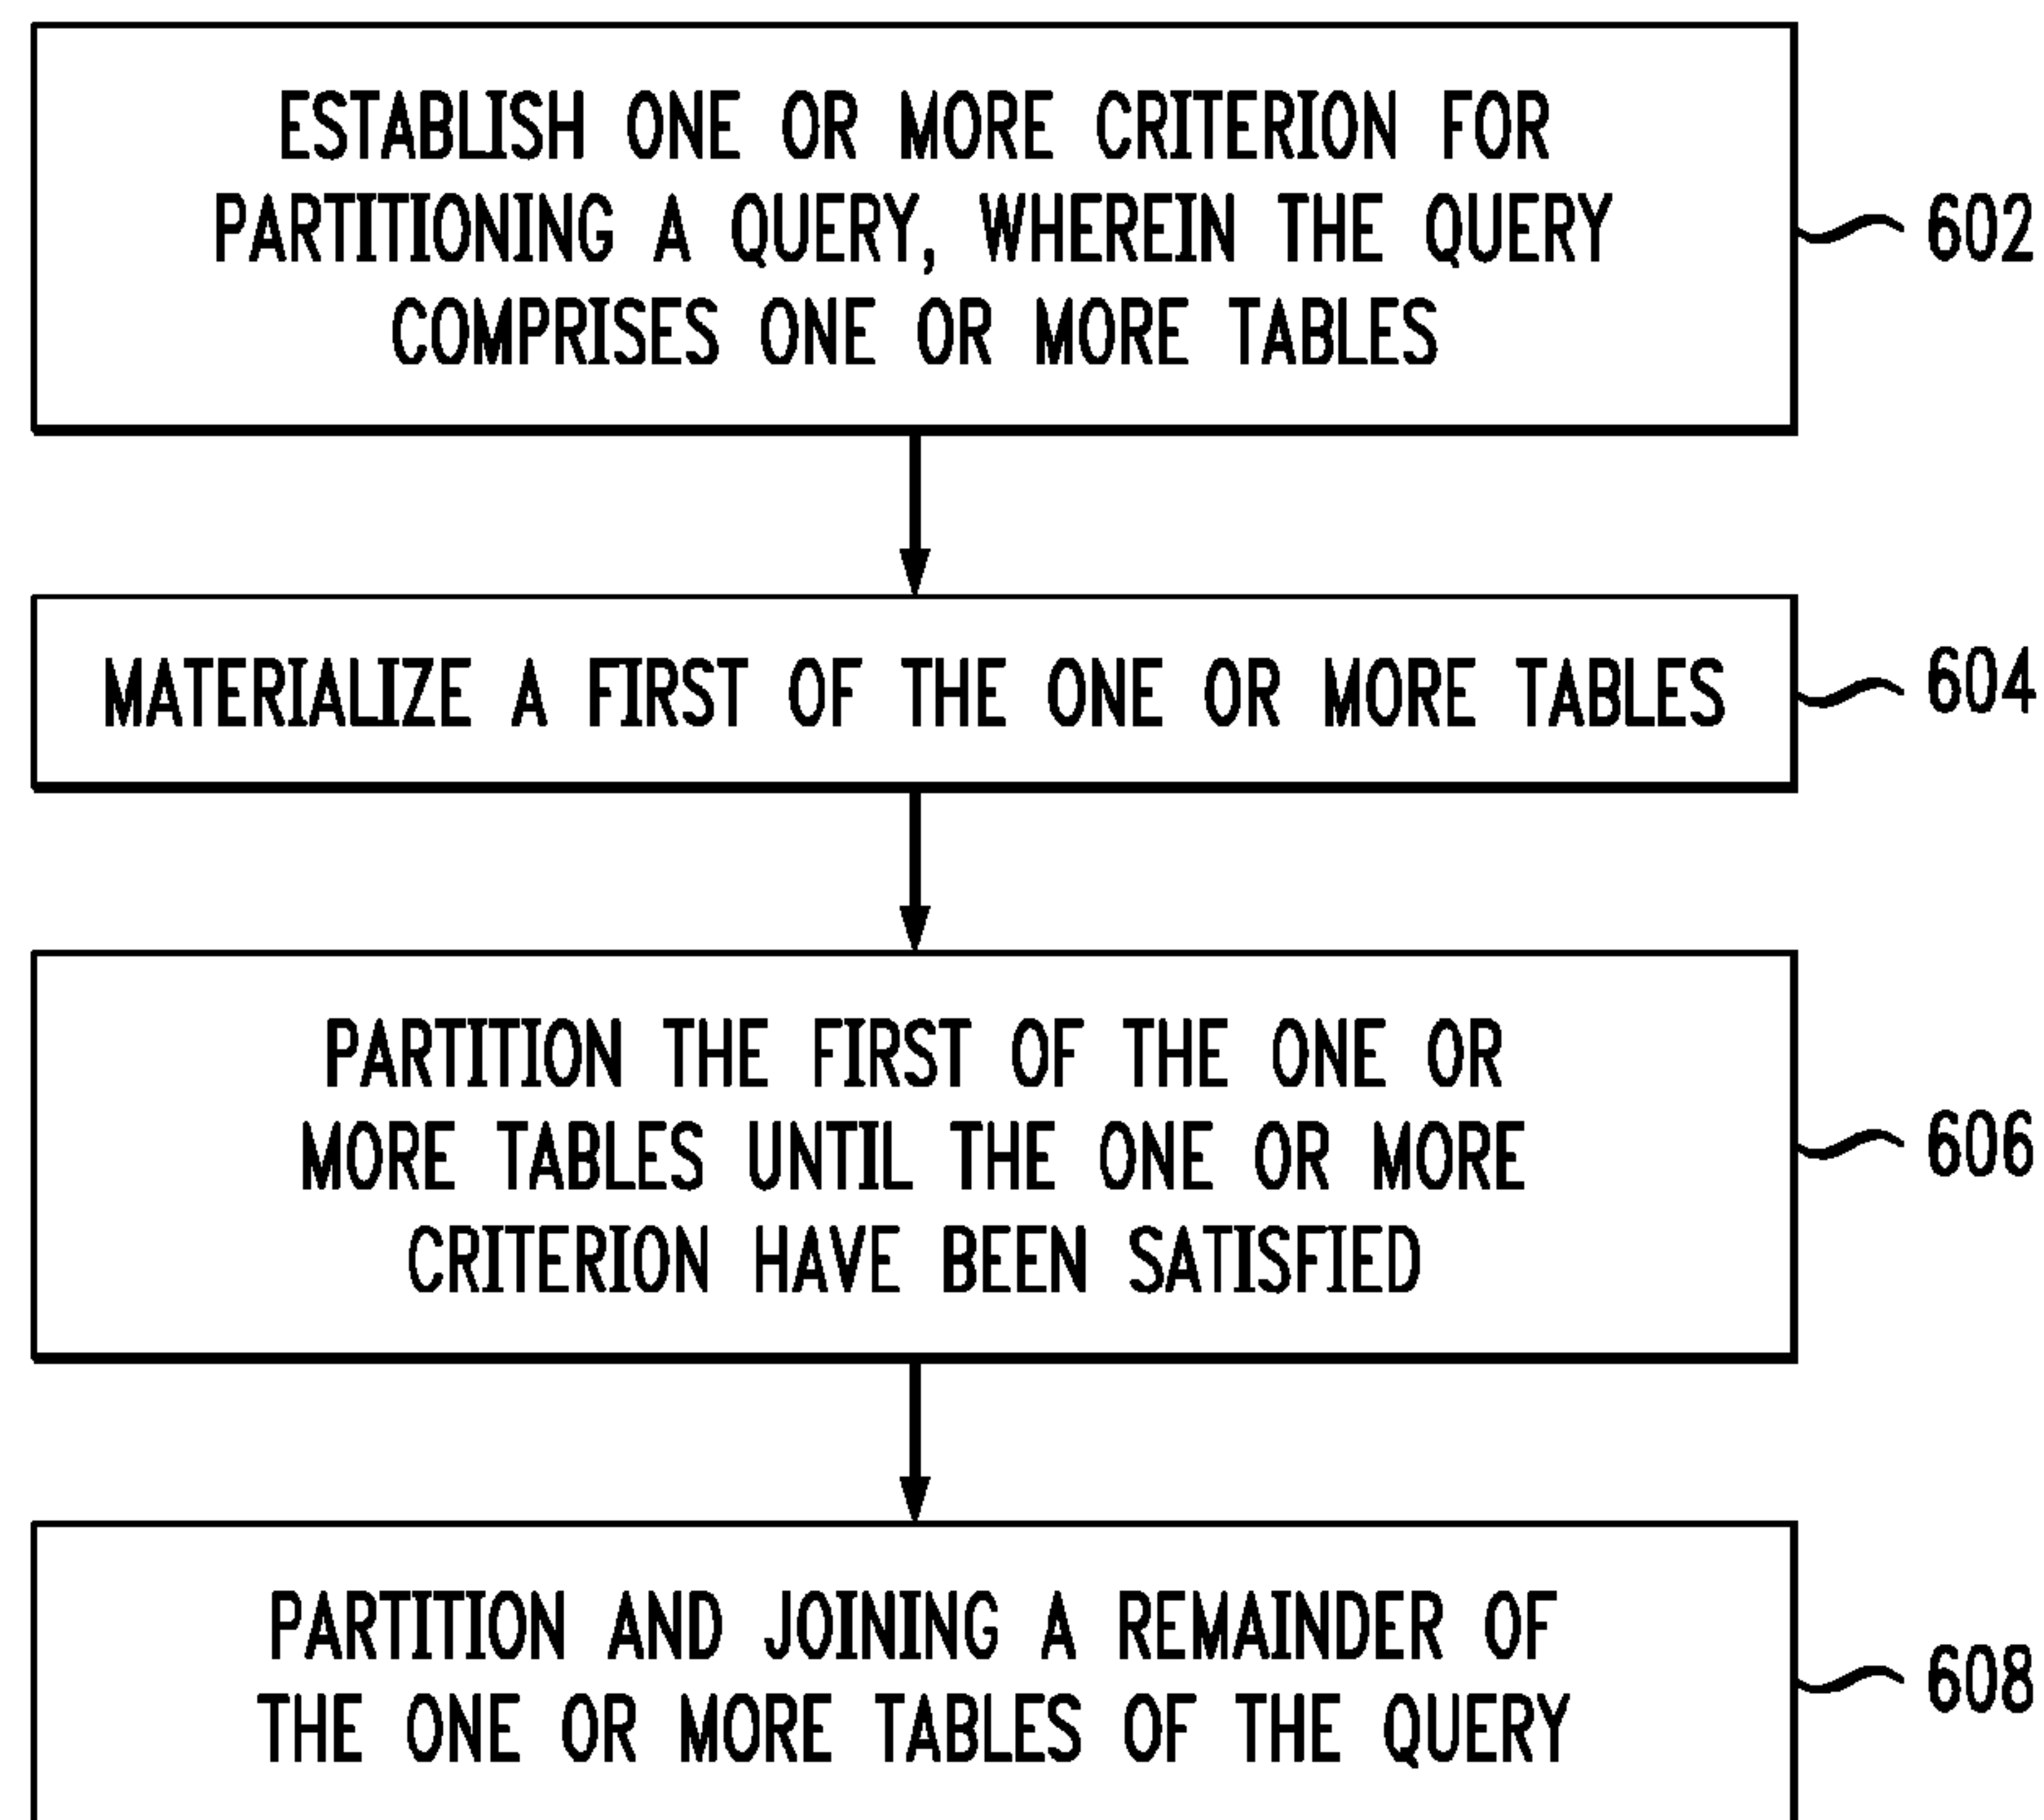 ESTABLISH ONE OR MORE CRITERION FOR
PARTITIONING A QUERY, WHEREIN THE QUERY
COMPRISES ONE OR MORE TABLES
602
MATERIALIZE A FIRST OF THE ONE OR MORE TABLES
604
PARTITION THE FIRST OF THE ONE OR
MORE TABLES UNTIL THE ONE OR MORE
CRITERION HAVE BEEN SATISFIED
606
PARTITION AND JOINING A REMAINDER OF
THE ONE OR MORE TABLES OF THE QUERY
608